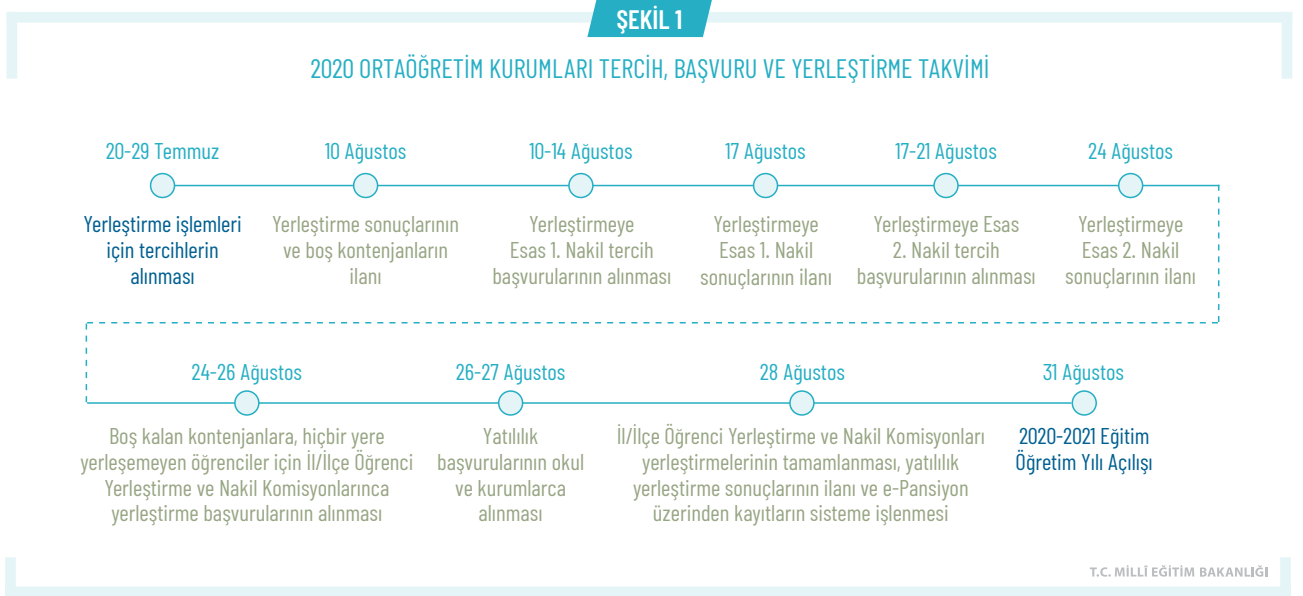 ŞEKİL 1
2020 ORTAÖĞRETİM KURUMLARI TERCİH, BAŞVURU VE YERLEŞTİRME TAKVİMİ
20-29 Temmuz
Yerleştirme işlemleri
için tercihlerin
alınması
10 Ağustos
Yerleştirme sonuçlarının
ve boş kontenjanların
ilanı
10-14 Ağustos
Yerleştirmeye
Esas 1. Nakil tercih
başvurularının alınması
17 Ağustos
Yerleştirmeye
Esas 1. Nakil
sonuçlarının ilanı
17-21 Ağustos
Yerleştirmeye Esas
2. Nakil tercih
başvurularının alınması
24 Ağustos
Yerleştirmeye
Esas 2. Nakil
sonuçlarının ilanı
24-26 Ağustos
Boş kalan kontenjanlara, hiçbir yere
yerleşemeyen öğrenciler için İl/İlçe Öğrenci
Yerleştirme ve Nakil Komisyonlarınca
yerleştirme başvurularının alınması
26-27 Ağustos
Yatılılık
başvurularının okul
ve kurumlarca
alınması
28 Ağustos
İl/İlçe Öğrenci Yerleştirme ve Nakil Komisyonları
yerleştirmelerinin tamamlanması, yatılılık
yerleştirme sonuçlarının ilanı ve e-Pansiyon
üzerinden kayıtların sisteme işlenmesi
31 Ağustos
2020-2021 Eğitim
Öğretim Yılı Açılışı
T.C. MİLLÎ EĞİTİM BAKANLIĞI